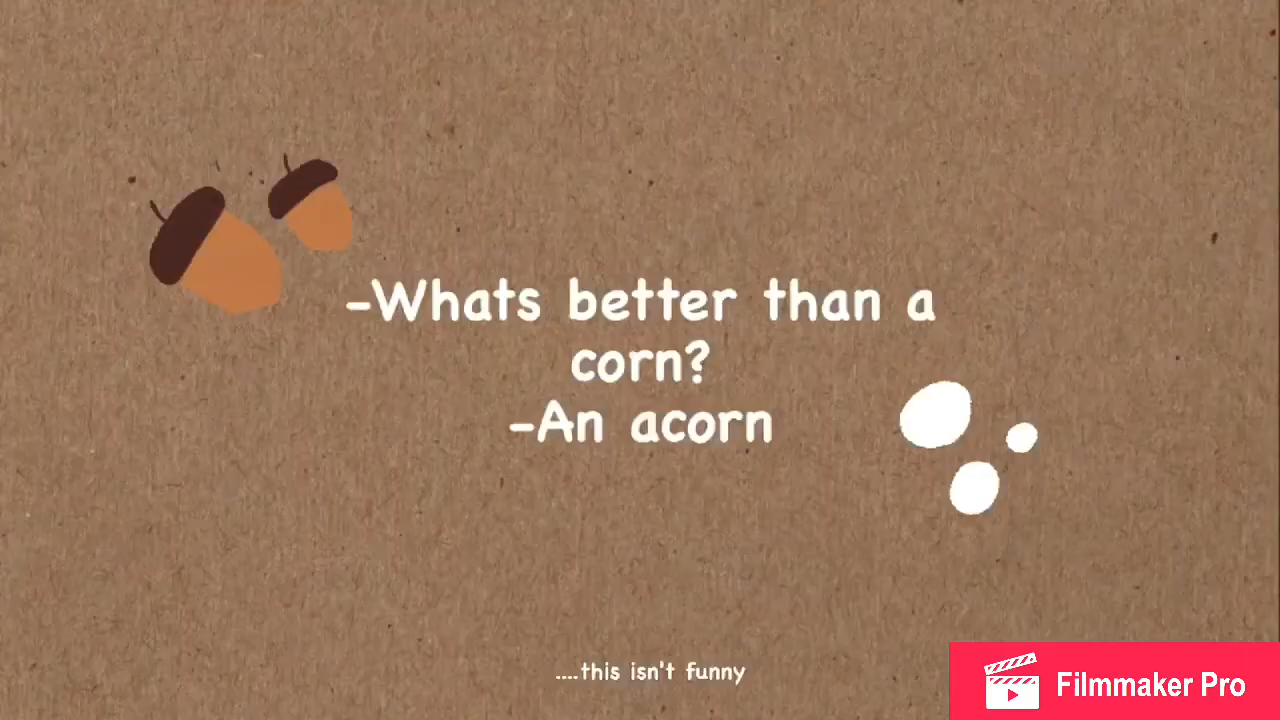 -Whats better than a
corn?
-An acorn
....this isn't funny
Filmmaker Pro